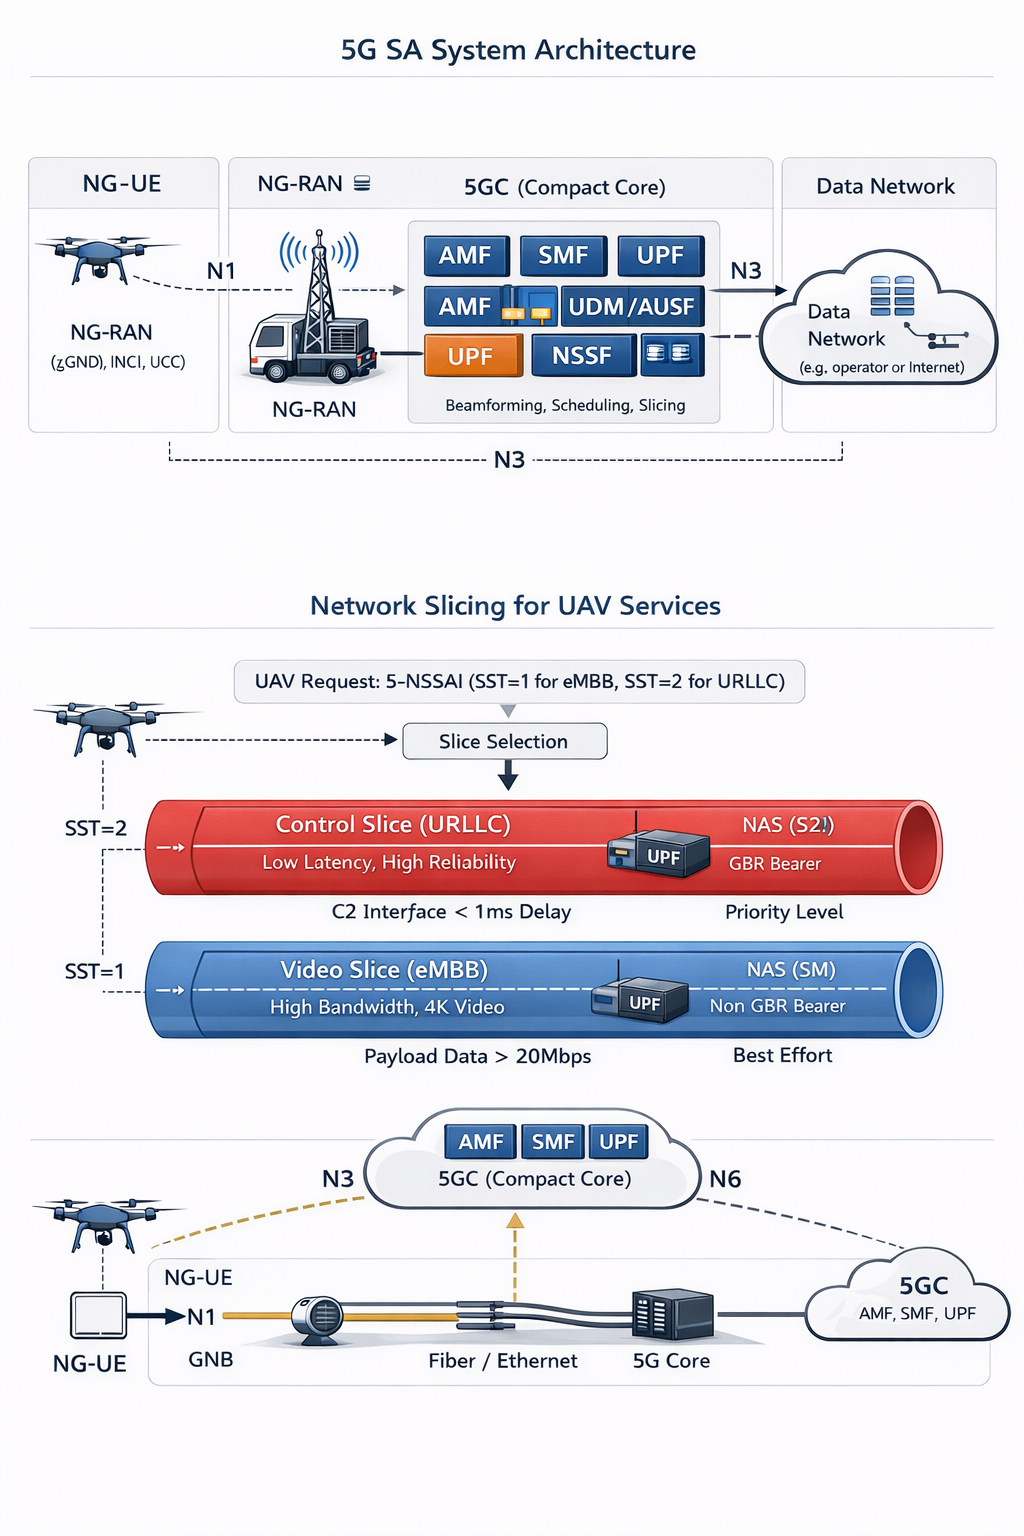 5G SA System Architecture
NG-UE
NG-RAN
5GC (Compact Core)
Data Network
N1
NG-RAN
INCI, UCC)
NG-RAN
AMF
SMF
UPF
AMF
UDM/AUSF
UPF
NSSF
Beamforming, Scheduling, Slicing
N3
Data
Network
(e.g, operator or Internet)
N3
Network Slicing for UAV Services
UAV Request: 5-NSSAI (SST=1 for eMBB, SST=2 for URLLC)
Slice Selection
SST=2
Control Slice (URLLC)
Low Latency, High Reliability
UPF
NAS
GBR Bearer
C2 Interface < 1ms Delay
Priority Level
SST=1
Video Slice (eMBB)
High Bandwidth, 4K Video
UPF
NAS (SM)
Non GBR Bearer
Payload Data > 20Mbps
Best Effort
AMF
SMF
UPF
5GC (Compact Core)
N3
N6
NG-UE
N1
NG-UE
GNB
Fiber / Ethernet
5G Core
5GC
AMF, SMF, UPF